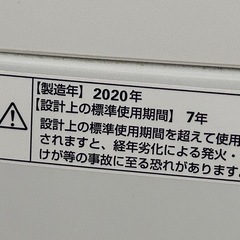 【製造年】2020年
【設計上の標準使用期間】7年
設計上の標準使用期間を超えて使用
されますと、経年劣化による発火・
けが等の事故に至る恐れがあります。